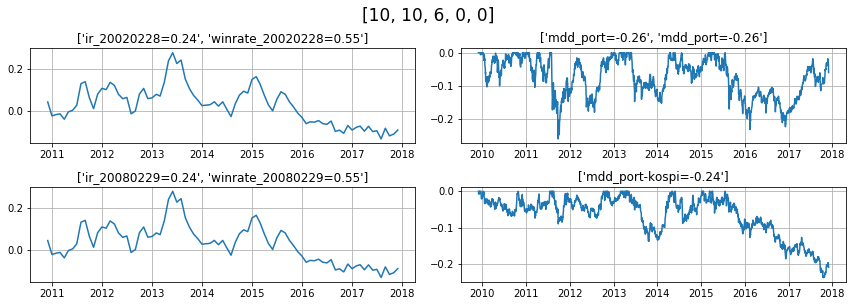 [10, 10, 6, 0, 0]
['ir_20020228=0.24', 'winrate_20020228=0.55']
0.2
0.0
2011 2012 2013 2014 2015 2016 2017 2018
['mdd_port=-0.26', 'mdd_port=-0.26']
0.0
−0.1
−0.2
2010 2011 2012 2013 2014 2015 2016 2017 2018
['ir_20080229=0.24', 'winrate_20080229=0.55']
0.2
0.0
2011 2012 2013 2014 2015 2016 2017 2018
['mdd_port-kospi=-0.24']
0.0
−0.1
−0.2
2010 2011 2012 2013 2014 2015 2016 2017 2018